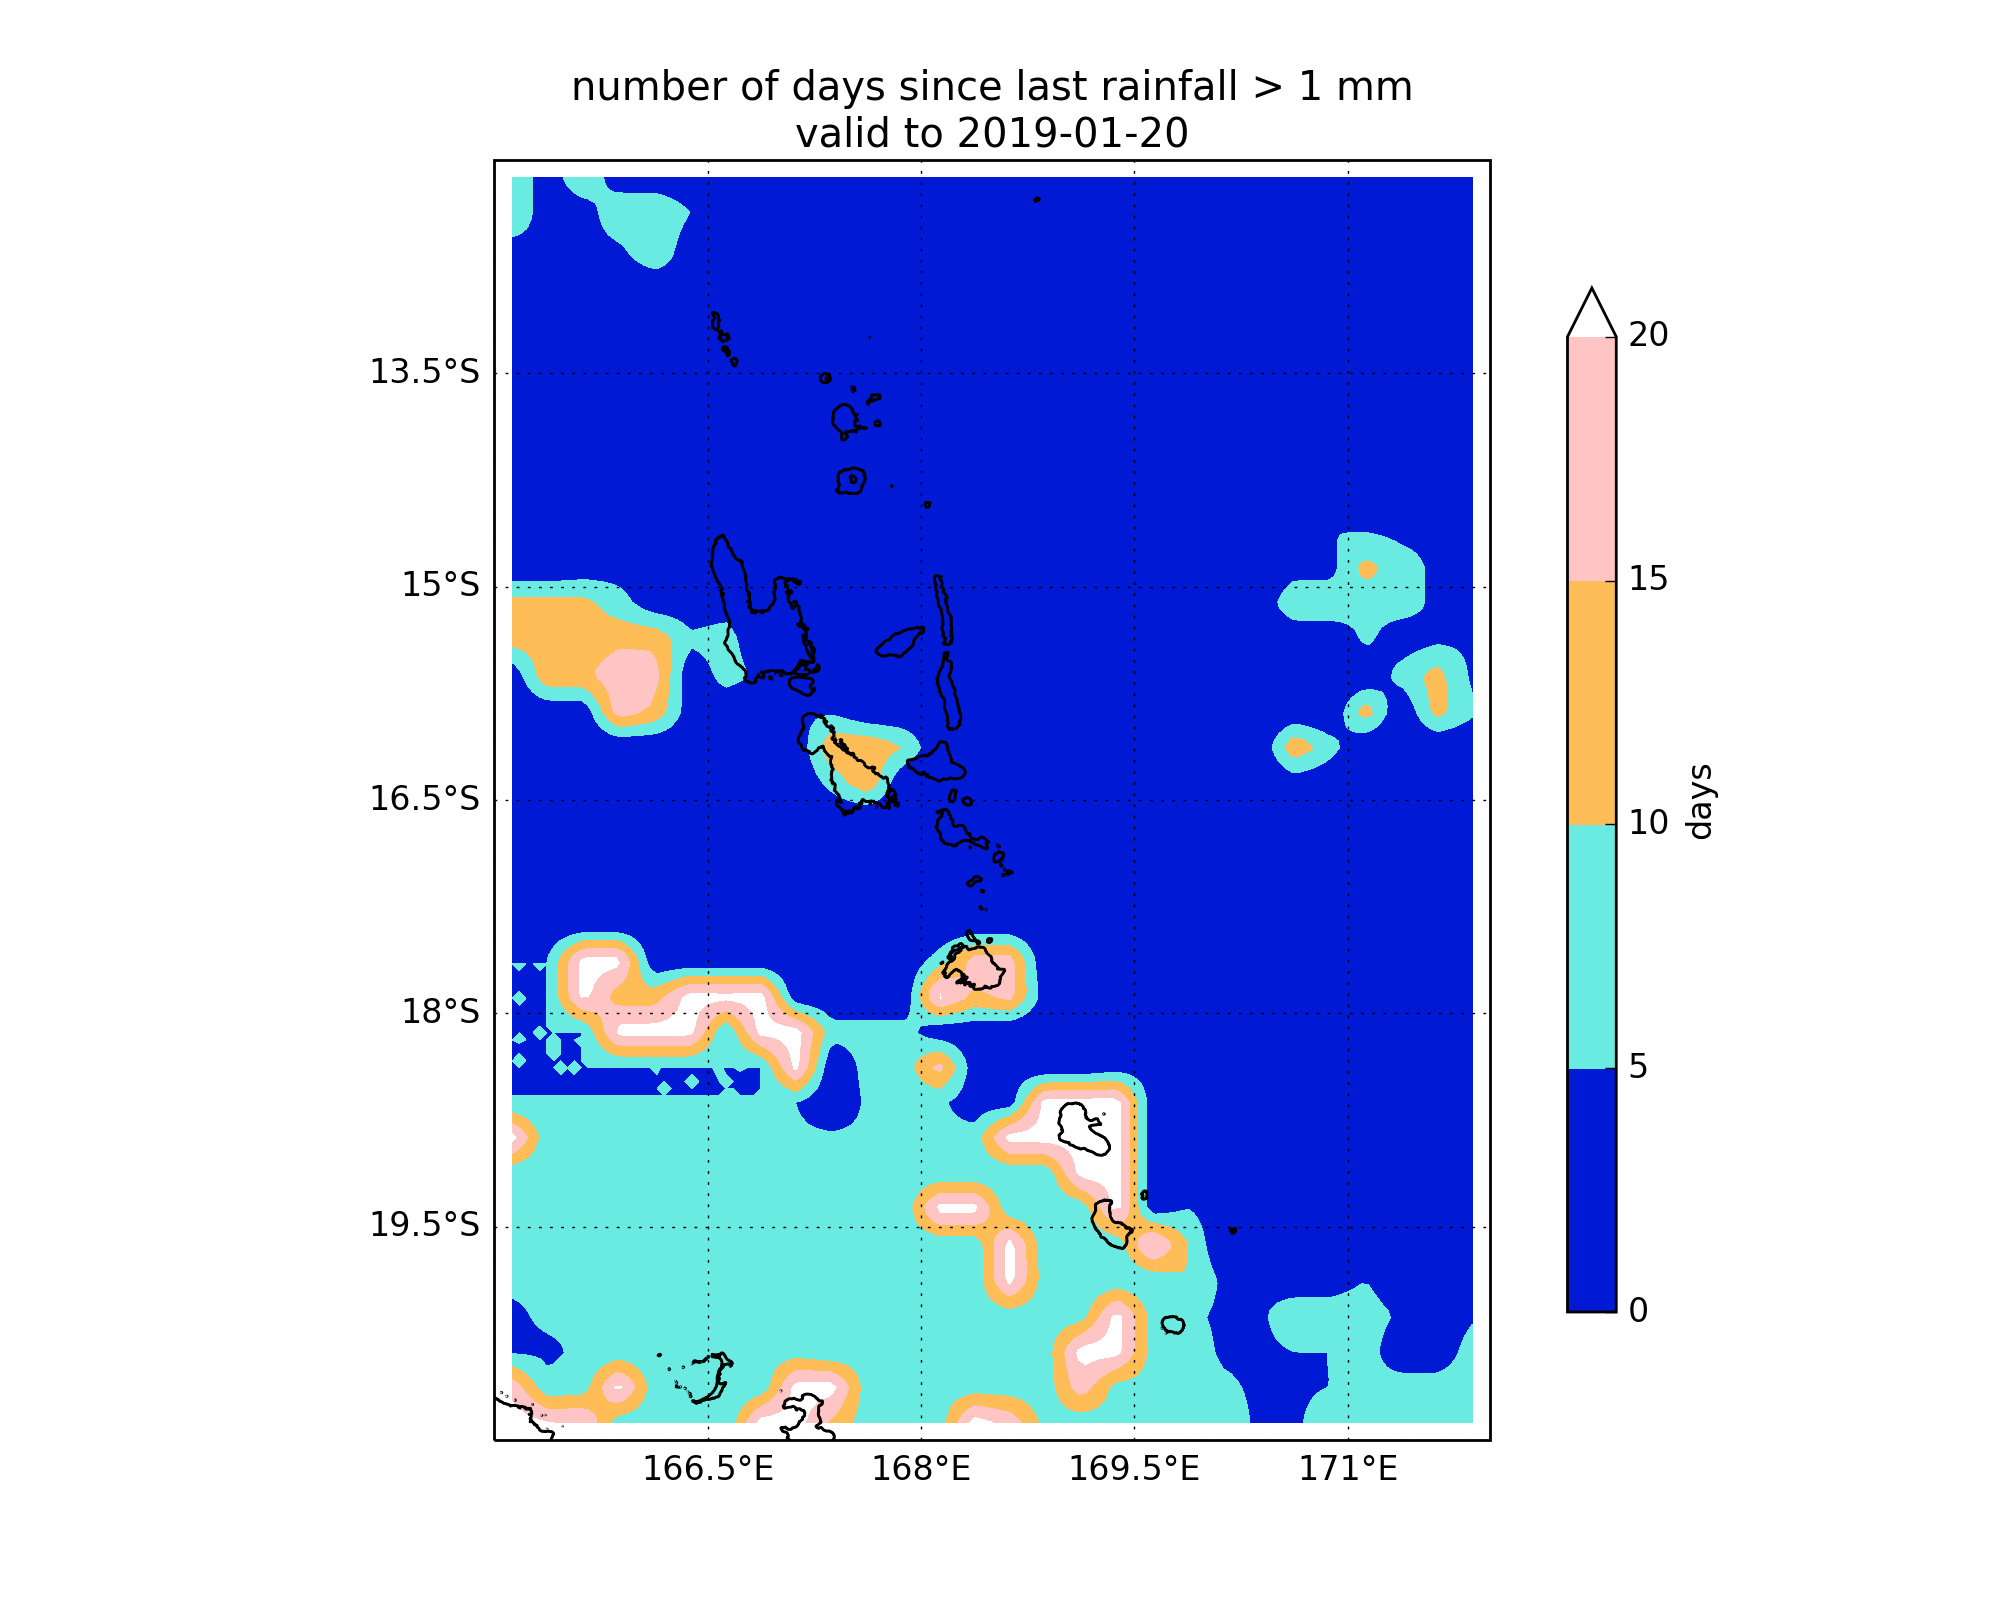 number of days since last rainfall > 1 mm
valid to 2019-01-20
13.5°S
15°S
16.5°S
18°S
19.5°S
166.5°E
168°E
169.5°E
171°E
20
15
10
5
0
days